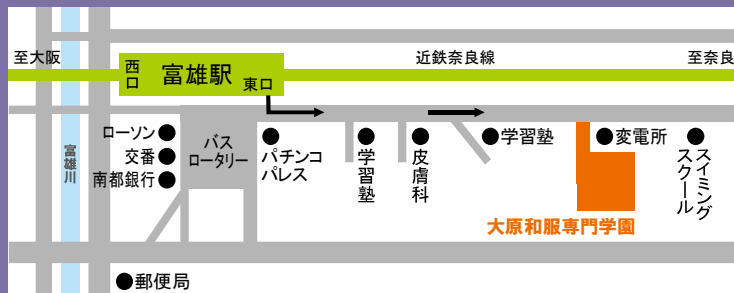 至大阪
近鉄奈良線
至奈良
西口
富雄駅
東口
ローソン
交番
南都銀行
富雄川
バス
ロータリー
パチンコ
パレス
学習塾
皮膚科
学習塾
変電所
スイミング
スクール
大原和服専門学園
郵便局